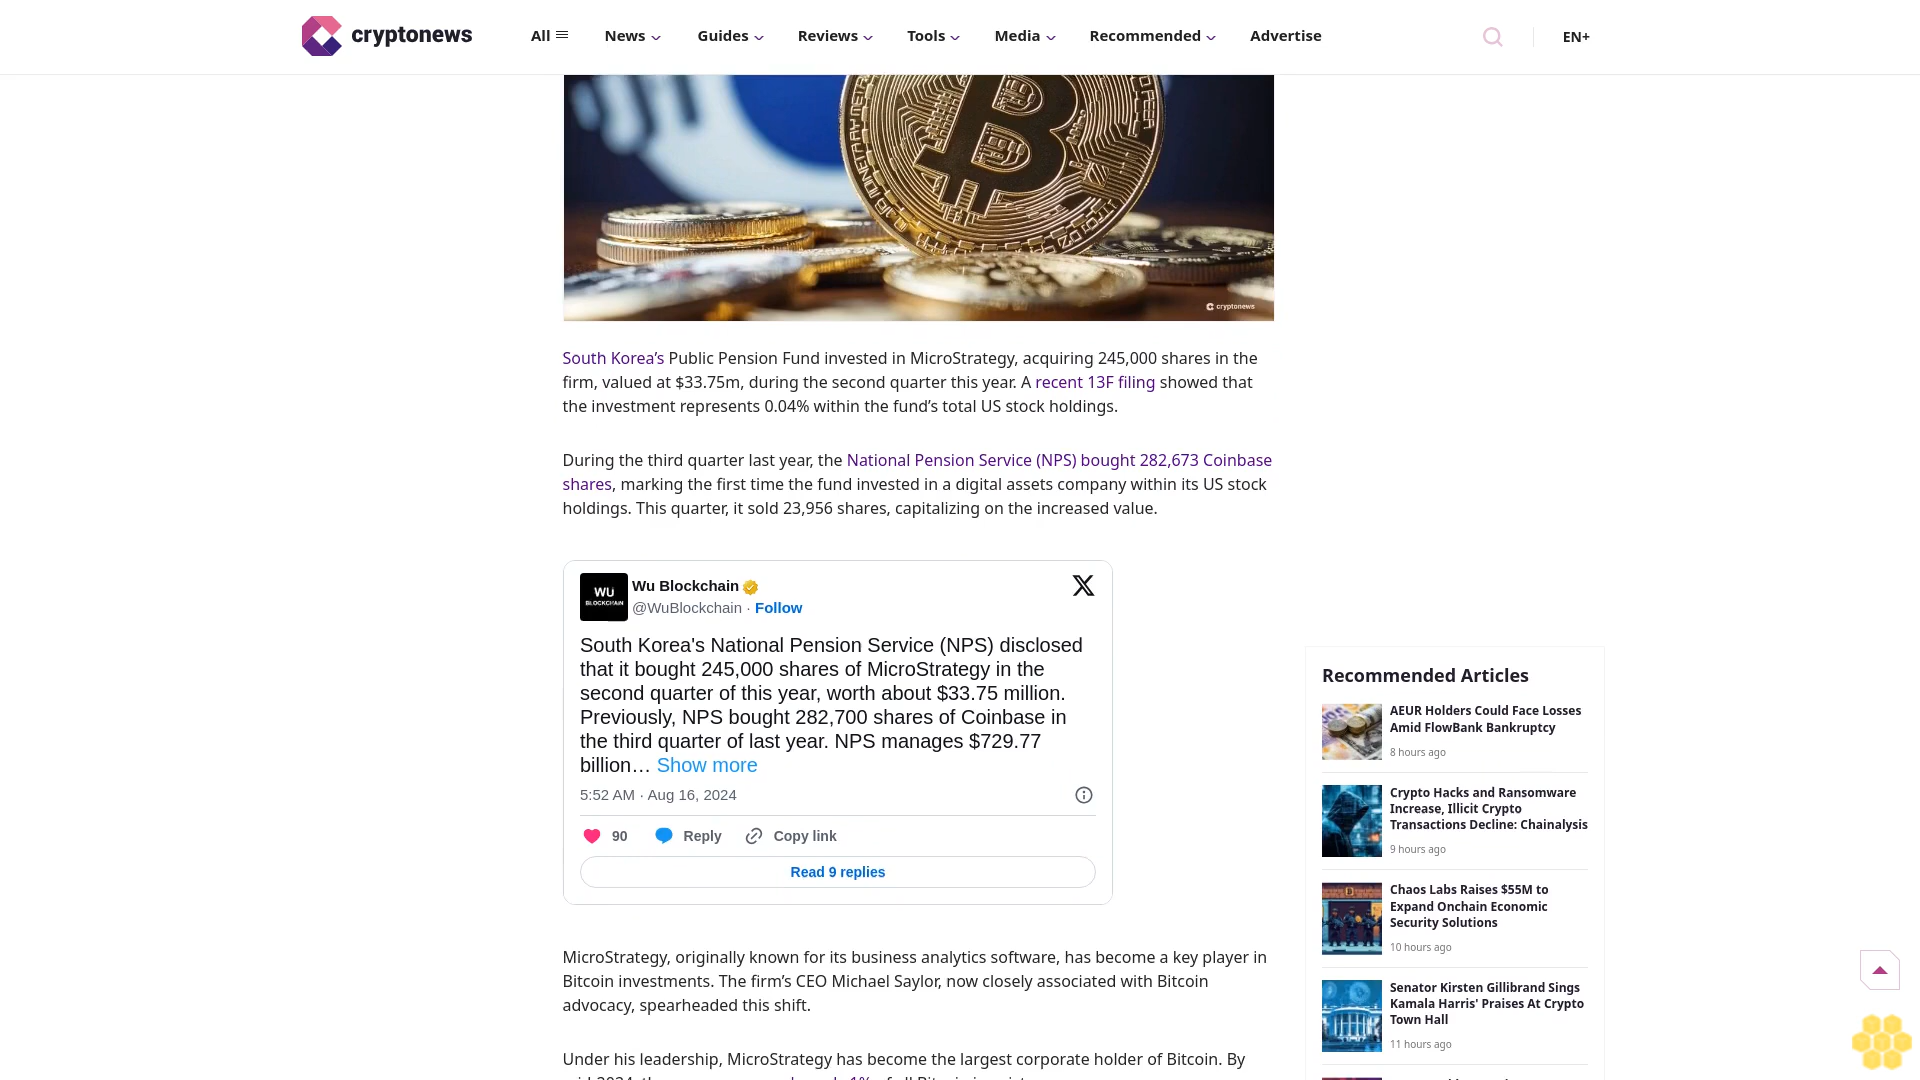 cryptonews
All
News
Guides
Reviews
Tools
Media
Recommended
Advertise
EN+
cryptonews
South Korea’s Public Pension Fund invested in MicroStrategy, acquiring 245,000 shares in the
firm, valued at $33.75m, during the second quarter this year. A recent 13F filing showed that
the investment represents 0.04% within the fund’s total US stock holdings.
During the third quarter last year, the National Pension Service (NPS) bought 282,673 Coinbase
shares, marking the first time the fund invested in a digital assets company within its US stock
holdings. This quarter, it sold 23,956 shares, capitalizing on the increased value.
WU
BLOCKCHAIN
Wu Blockchain
@WuBlockchain · Follow
South Korea's National Pension Service (NPS) disclosed
that it bought 245,000 shares of MicroStrategy in the
second quarter of this year, worth about $33.75 million.
Previously, NPS bought 282,700 shares of Coinbase in
the third quarter of last year. NPS manages $729.77
billion… Show more
5:52 AM · Aug 16, 2024
90
Reply
Copy link
Read 9 replies
MicroStrategy, originally known for its business analytics software, has become a key player in
Bitcoin investments. The firm’s CEO Michael Saylor, now closely associated with Bitcoin
advocacy, spearheaded this shift.
Under his leadership, MicroStrategy has become the largest corporate holder of Bitcoin. By
Recommended Articles
AEUR Holders Could Face Losses
Amid FlowBank Bankruptcy
8 hours ago
Crypto Hacks and Ransomware
Increase, Illicit Crypto
Transactions Decline: Chainalysis
9 hours ago
Chaos Labs Raises $55M to
Expand Onchain Economic
Security Solutions
10 hours ago
Senator Kirsten Gillibrand Sings
Kamala Harris' Praises At Crypto
Town Hall
11 hours ago